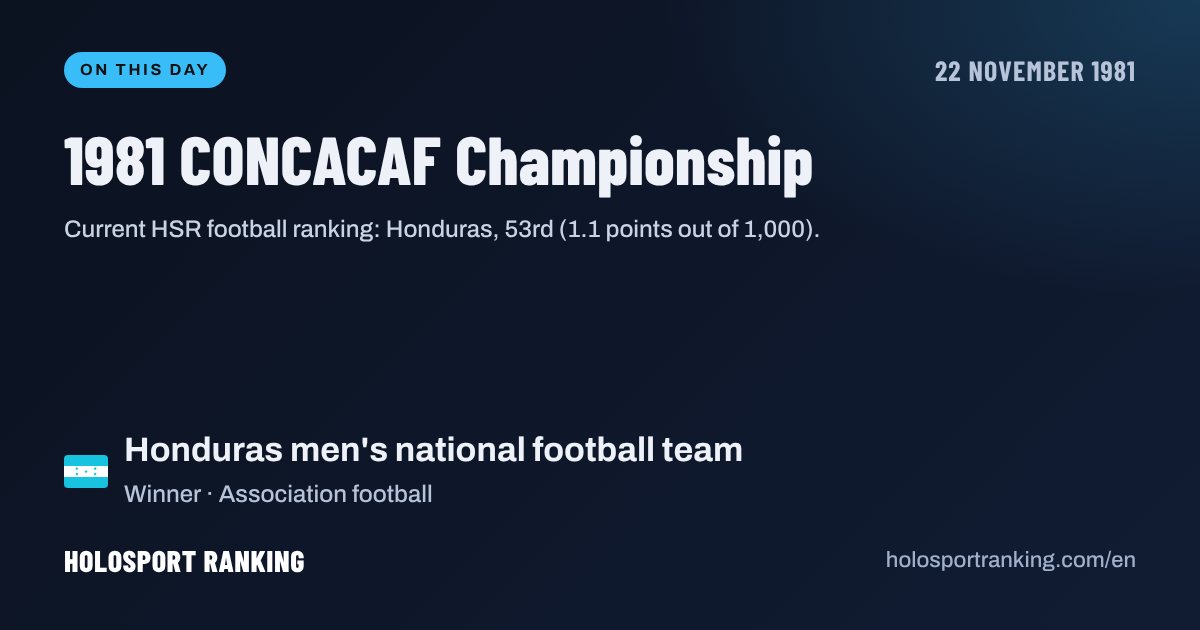 ON THIS DAY
22 NOVEMBER 1981
1981 CONCACAF Championship
Current HSR football ranking: Honduras, 53rd (1.1 points out of 1,000).
Honduras men's national football team
Winner · Association football
HOLOSPORT RANKING
holosportranking.com/en